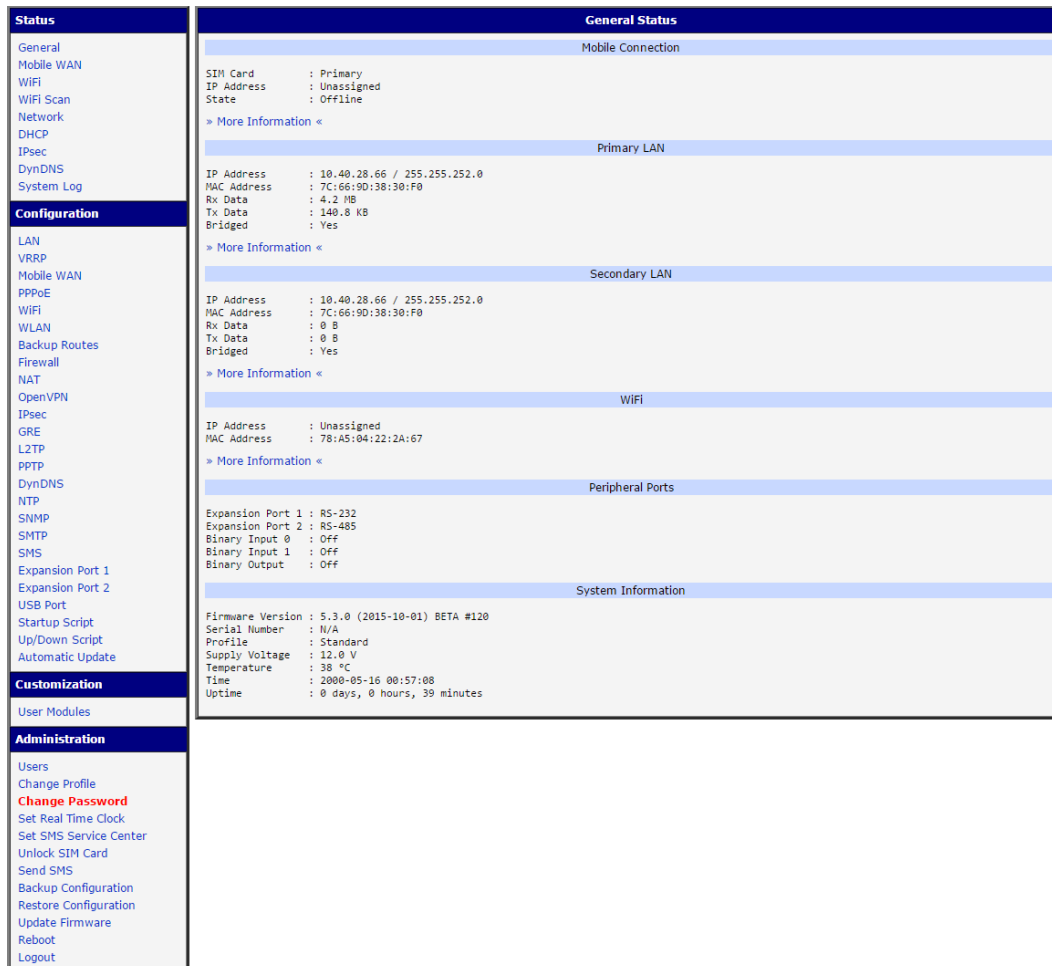 Status
General
Mobile WAN
WiFi
WiFi Scan
Network
DHCP
IPsec
DynDNS
System Log
Configuration
LAN
VRRP
Mobile WAN
PPPoE
WiFi
WLAN
Backup Routes
Firewall
NAT
OpenVPN
IPsec
GRE
L2TP
PPTP
DynDNS
NTP
SNMP
SMTP
SMS
Expansion Port 1
Expansion Port 2
USB Port
Startup Script
Up/Down Script
Automatic Update
Customization
User Modules
Administration
Users
Change Profile
Change Password
Set Real Time Clock
Set SMS Service Center
Unlock SIM Card
Send SMS
Backup Configuration
Restore Configuration
Update Firmware
Reboot
Logout
General Status
Mobile Connection
SIM Card : Primary
IP Address : Unassigned
State : Offline
» More Information «
Primary LAN
IP Address : 10.40.28.66 / 255.255.252.0
MAC Address : 7C:66:9D:38:30:F0
Rx Data : 4.2 MB
Tx Data : 140.8 KB
Bridged : Yes
» More Information «
Secondary LAN
IP Address : 10.40.28.66 / 255.255.252.0
MAC Address : 7C:66:9D:38:30:F0
Rx Data : 0 B
Tx Data : 0 B
Bridged : Yes
» More Information «
WiFi
IP Address : Unassigned
MAC Address : 78:A5:04:22:2A:67
» More Information «
Peripheral Ports
Expansion Port 1 : RS-232
Expansion Port 2 : RS-485
Binary Input 0 : Off
Binary Input 1 : Off
Binary Output : Off
System Information
Firmware Version : 5.3.0 (2015-10-01) BETA #120
Serial Number : N/A
Profile : Standard
Supply Voltage : 12.0 V
Temperature : 38 °C
Time : 2000-05-16 00:57:08
Uptime : 0 days, 0 hours, 39 minutes